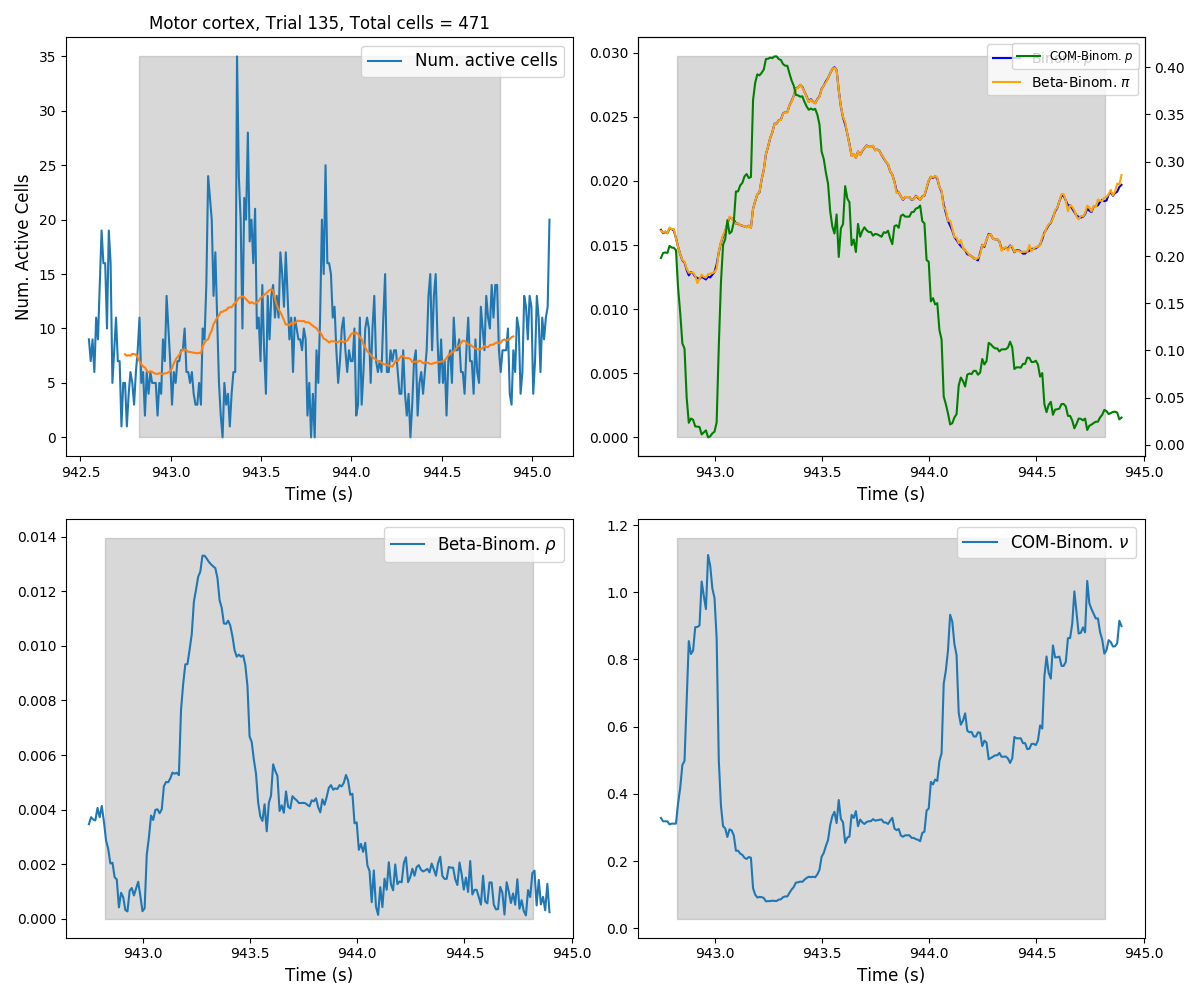 Motor cortex, Trial 135, Total cells = 471
Num. active cells
Num. Active Cells
35
30
25
20
15
10
5
0
942.5 943.0 943.5 944.0 944.5 945.0
Time (s)
COM-Binom. p
Binom. p
Beta-Binom. π
0.030
0.025
0.020
0.015
0.010
0.005
0.000
0.40
0.35
0.30
0.25
0.20
0.15
0.10
0.05
0.00
943.0 943.5 944.0 944.5 945.0
Time (s)
Beta-Binom. ρ
0.014
0.012
0.010
0.008
0.006
0.004
0.002
0.000
943.0 943.5 944.0 944.5 945.0
Time (s)
COM-Binom. ν
1.2
1.0
0.8
0.6
0.4
0.2
0.0
943.0 943.5 944.0 944.5 945.0
Time (s)